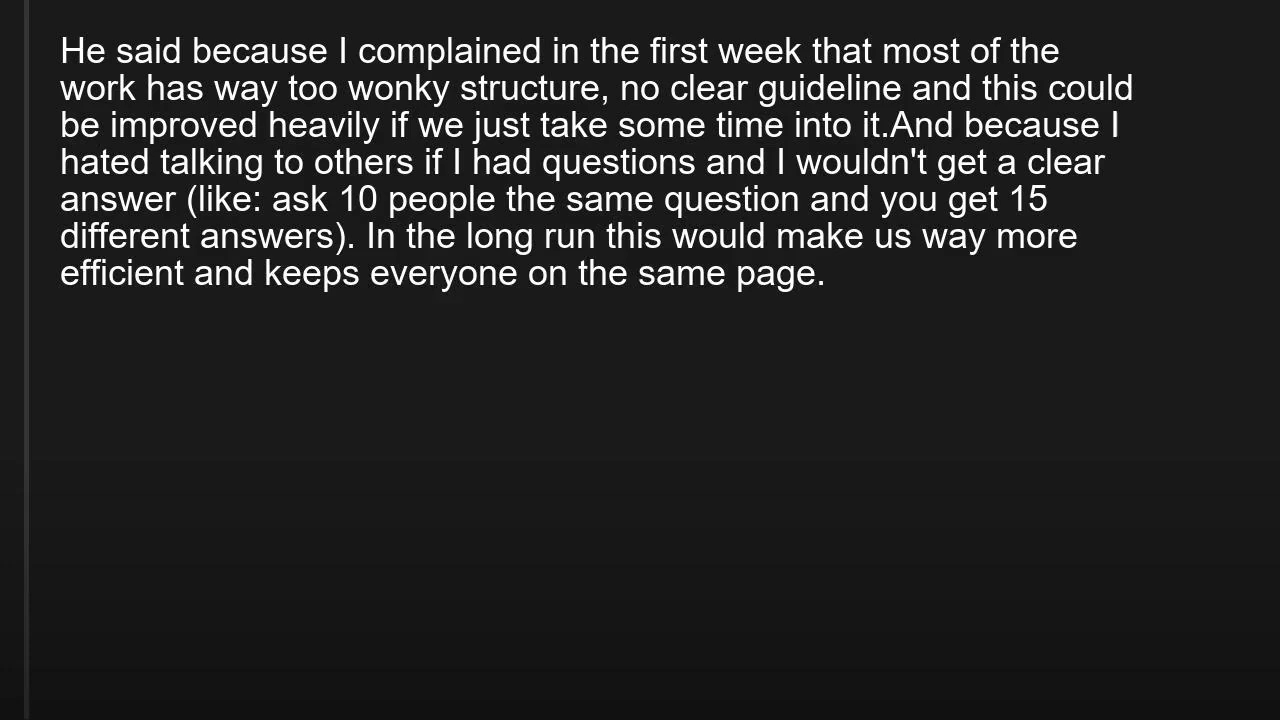 He said because I complained in the first week that most of the
work has way too wonky structure, no clear guideline and this could
be improved heavily if we just take some time into it.And because I
hated talking to others if I had questions and I wouldn't get a clear
answer (like: ask 10 people the same question and you get 15
different answers). In the long run this would make us way more
efficient and keeps everyone on the same page.